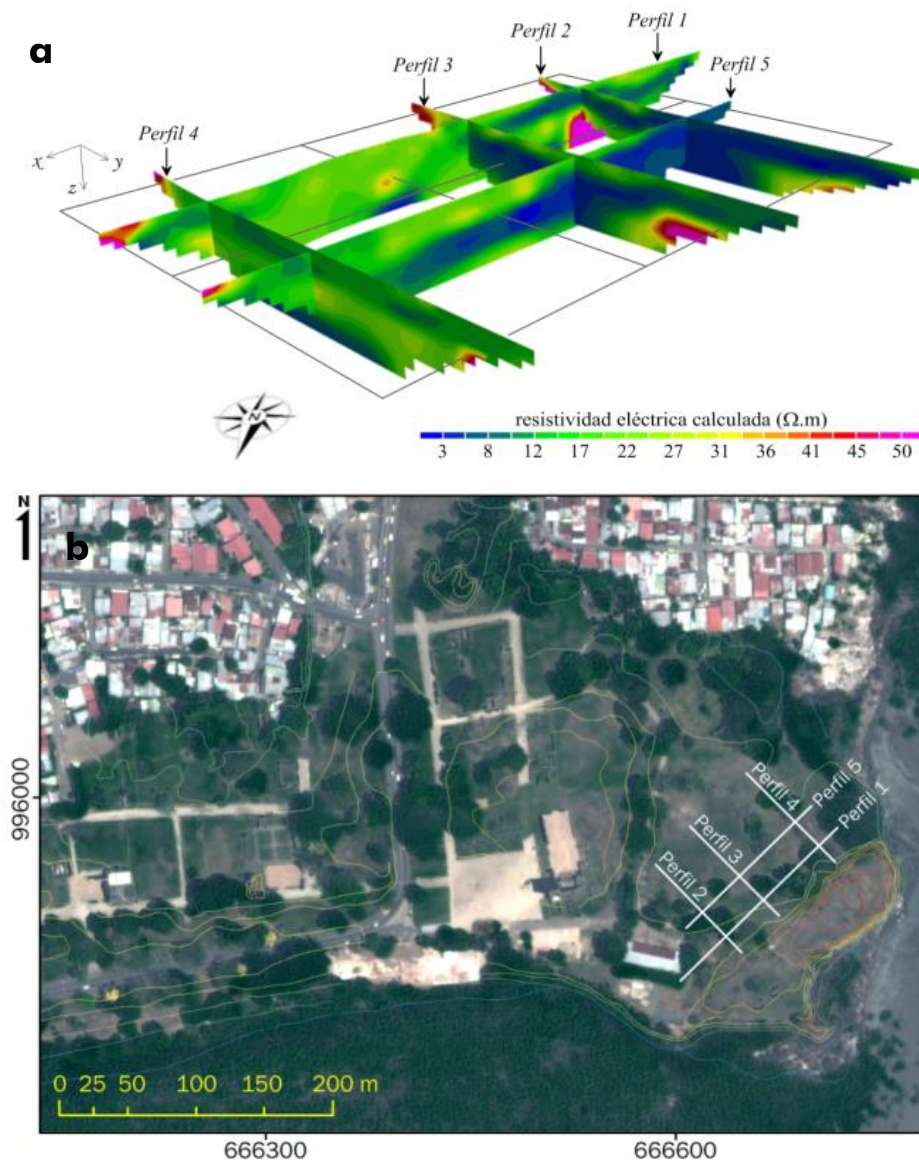 a
Perfil 1
Perfil 2
Perfil 3
Perfil 5
Perfil 4
x
y
z
N
resistividad eléctrica calculada (Ω.m)
3 8 12 17 22 27 31 36 41 45 50
N
1
b
996000
Perfil 5
Perfil 4
Perfil 1
Perfil 3
Perfil 2
0 25 50 100 150 200 m
666300 666600